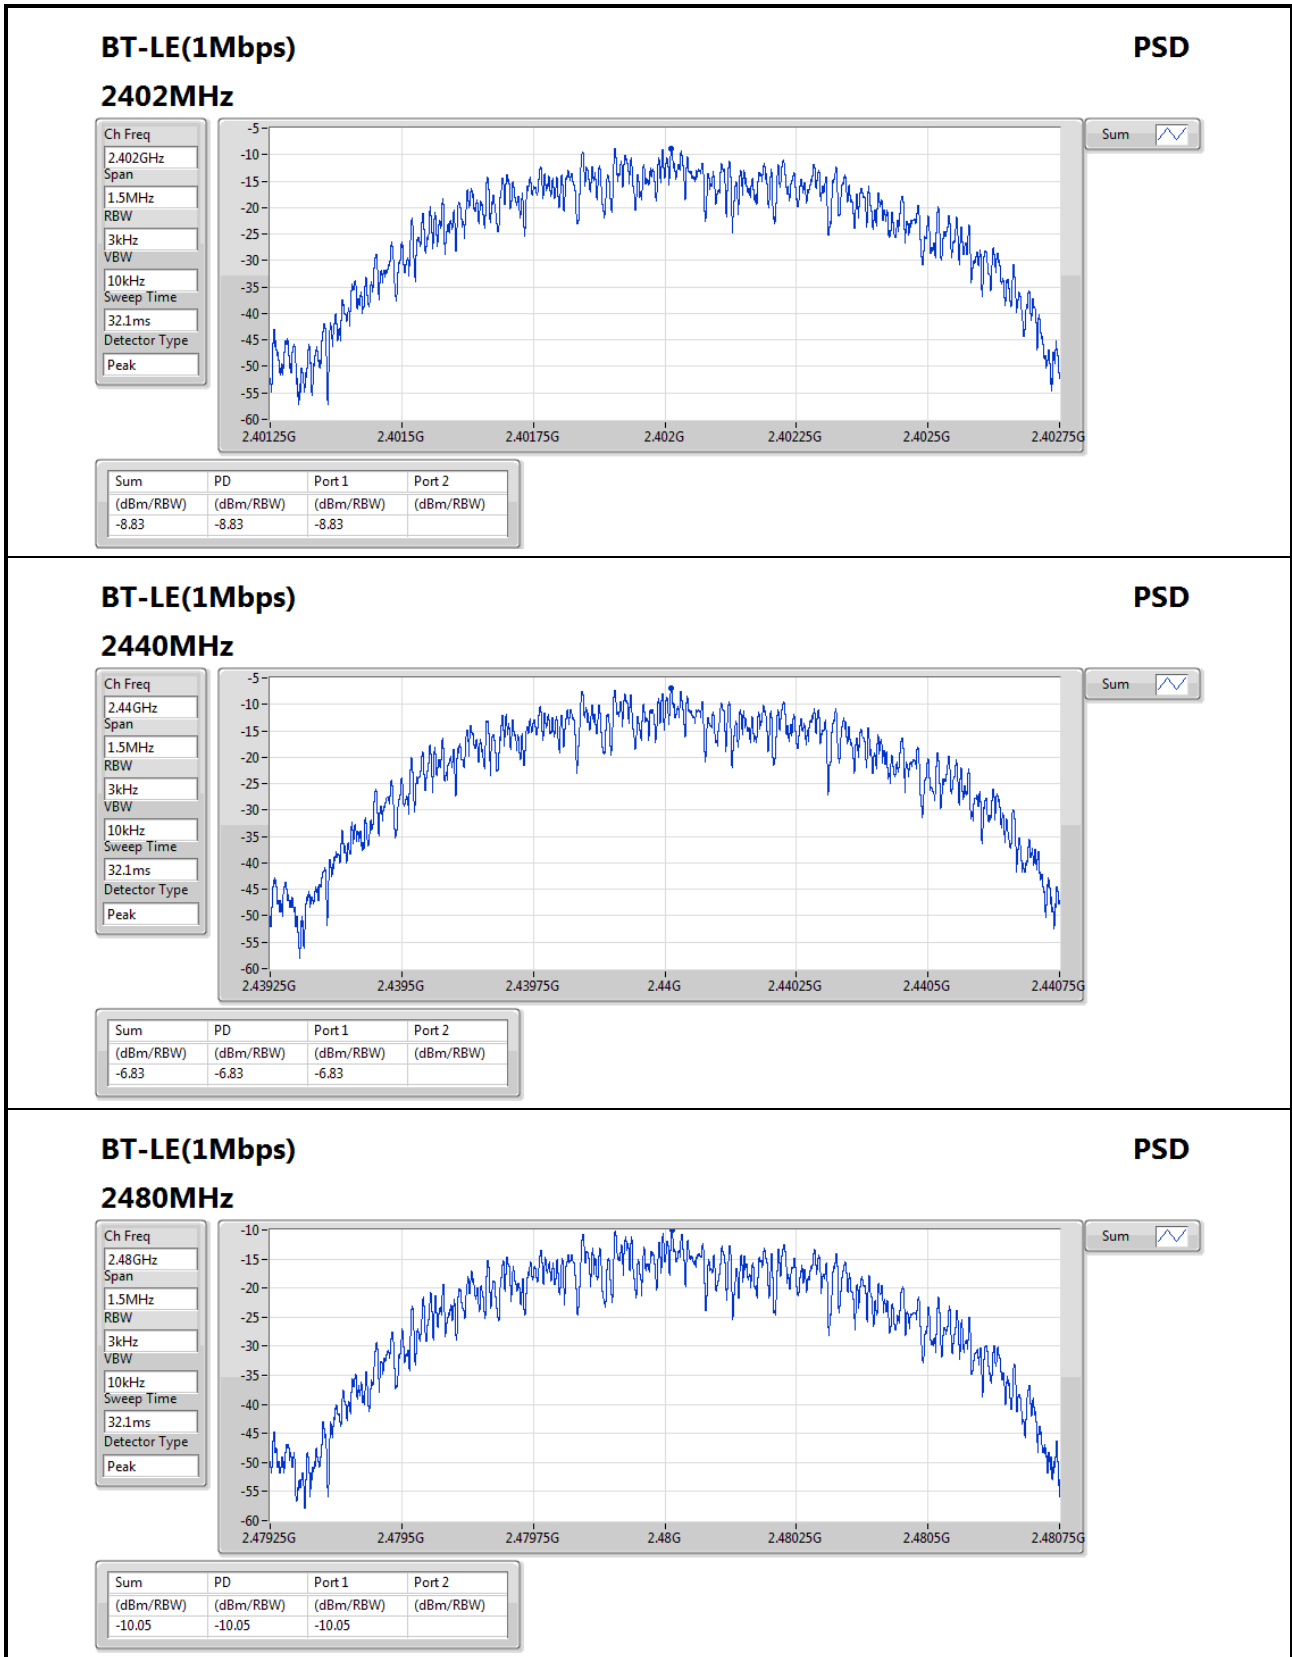 BT-LE(1Mbps) PSD
2402MHz
Ch Freq
2.402GHz
Span
1.5MHz
RBW
3kHz
VBW
10kHz
Sweep Time
32.1ms
Detector Type
Peak
-5
-10
-15
-20
-25
-30
-35
-40
-45
-50
-55
-60
2.40125G 2.4015G 2.40175G 2.402G 2.40225G 2.4025G 2.40275G
Sum
Sum PD Port 1 Port 2
(dBm/RBW) (dBm/RBW) (dBm/RBW) (dBm/RBW)
-8.83 -8.83 -8.83
BT-LE(1Mbps) PSD
2440MHz
Ch Freq
2.44GHz
Span
1.5MHz
RBW
3kHz
VBW
10kHz
Sweep Time
32.1ms
Detector Type
Peak
-5
-10
-15
-20
-25
-30
-35
-40
-45
-50
-55
-60
2.43925G 2.4395G 2.43975G 2.44G 2.44025G 2.4405G 2.44075G
Sum
Sum PD Port 1 Port 2
(dBm/RBW) (dBm/RBW) (dBm/RBW) (dBm/RBW)
-6.83 -6.83 -6.83
BT-LE(1Mbps) PSD
2480MHz
Ch Freq
2.48GHz
Span
1.5MHz
RBW
3kHz
VBW
10kHz
Sweep Time
32.1ms
Detector Type
Peak
-10
-15
-20
-25
-30
-35
-40
-45
-50
-55
-60
2.47925G 2.4795G 2.47975G 2.48G 2.48025G 2.4805G 2.48075G
Sum
Sum PD Port 1 Port 2
(dBm/RBW) (dBm/RBW) (dBm/RBW) (dBm/RBW)
-10.05 -10.05 -10.05